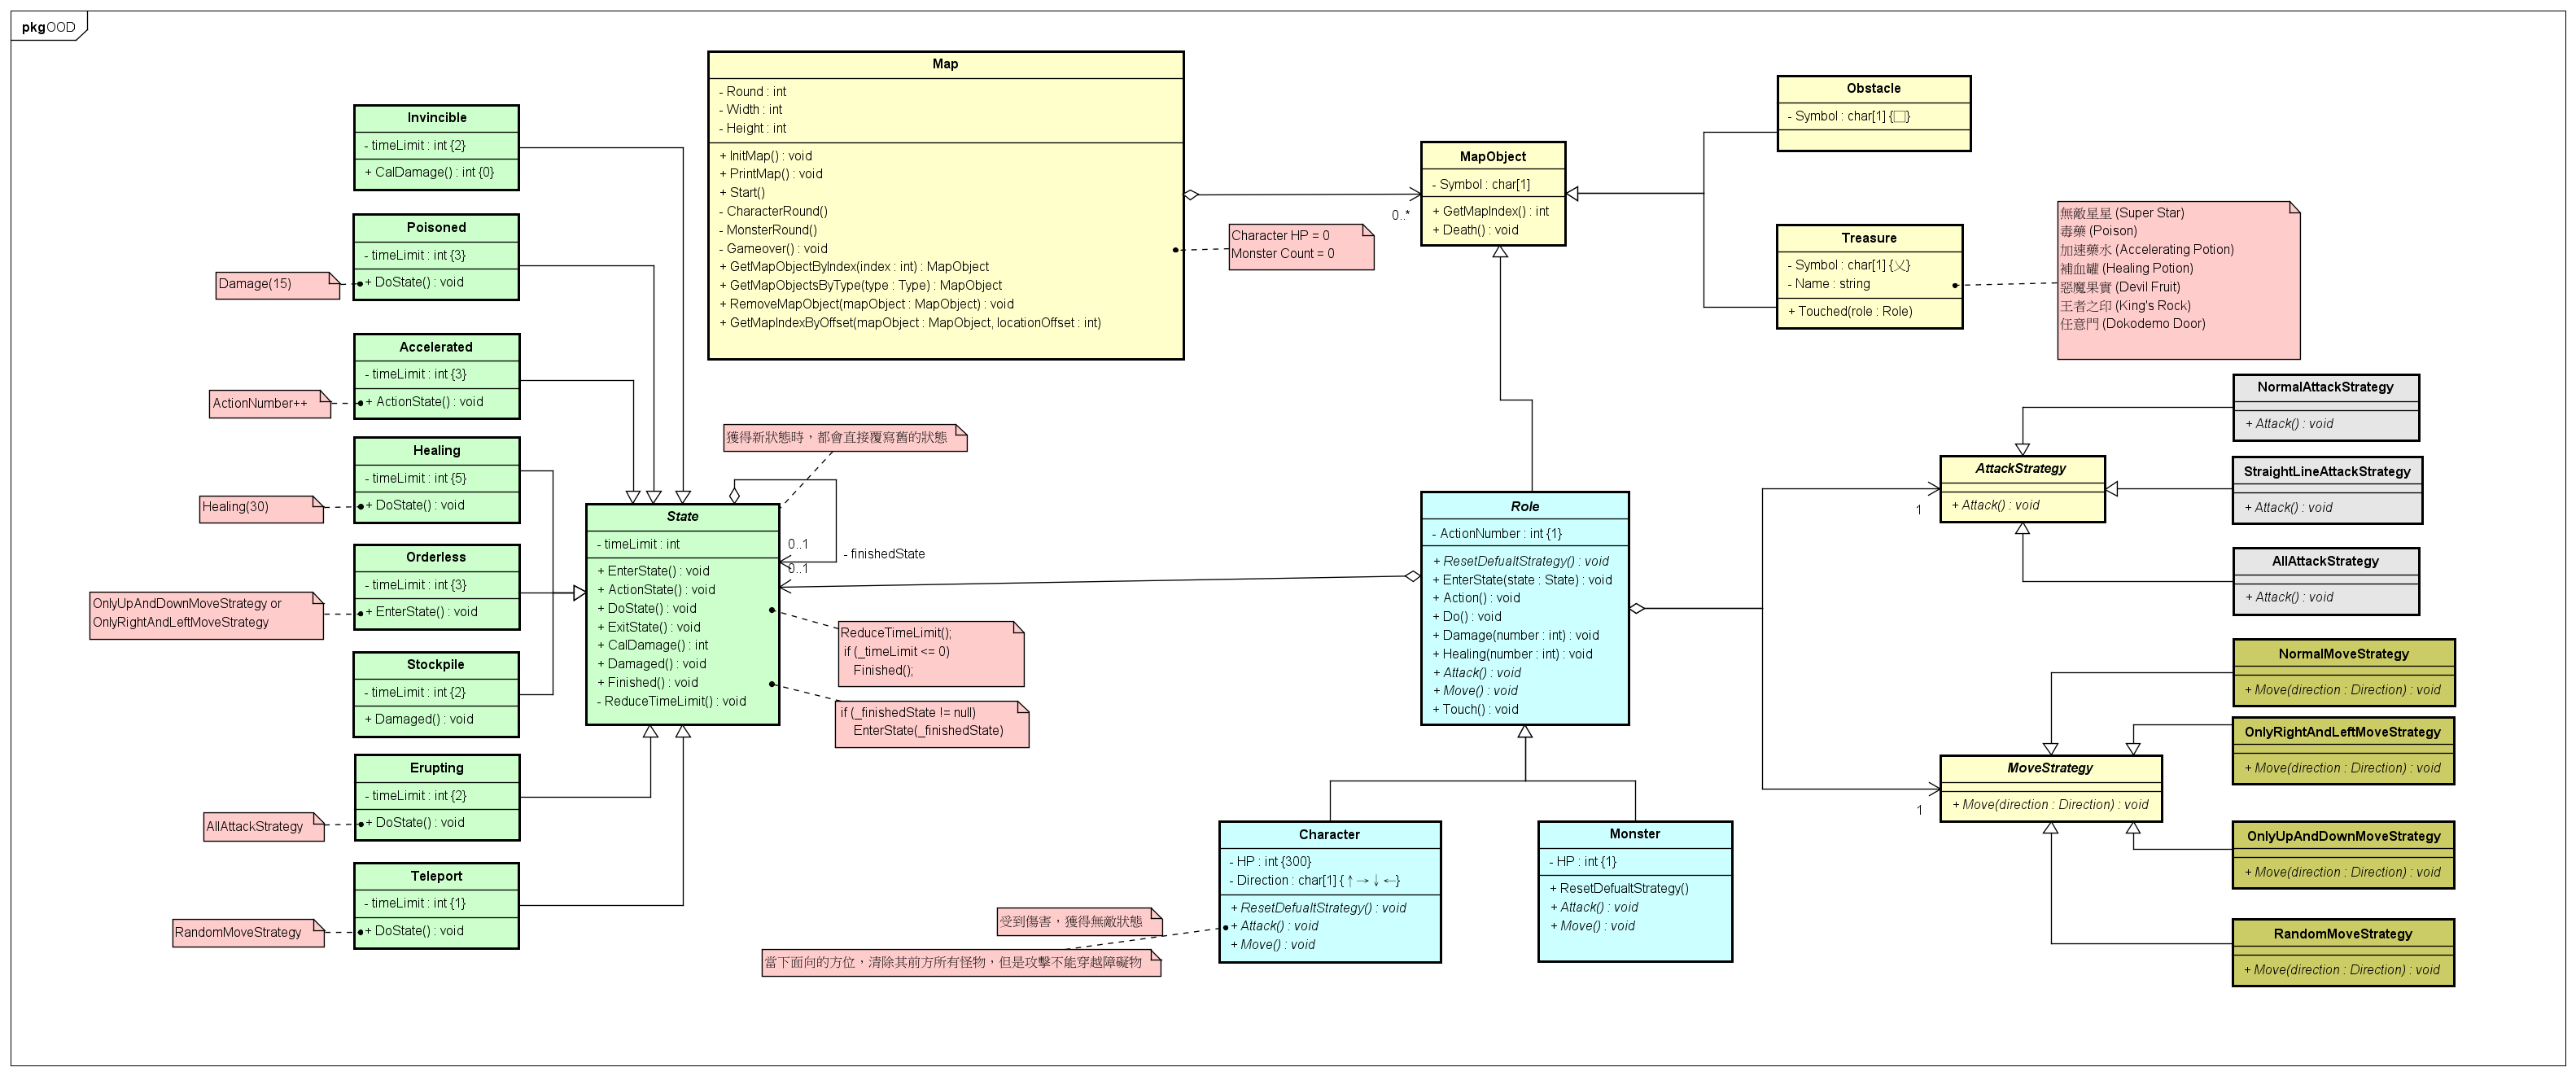 pkg OOD
Map
- Round : int
- Width : int
- Height : int
+ InitMap() : void
+ PrintMap() : void
+ Start()
- CharacterRound()
- MonsterRound()
- Gameover() : void
+ GetMapObjectByIndex(index : int) : MapObject
+ GetMapObjectsByType(type : Type) : MapObject
+ RemoveMapObject(mapObject : MapObject) : void
+ GetMapIndexByOffset(mapObject : MapObject, locationOffset : int)
Character HP = 0
Monster Count = 0
0..*
MapObject
- Symbol : char[1]
+ GetMapIndex() : int
+ Death() : void
Obstacle
- Symbol : char[1] {□}
Treasure
- Symbol : char[1] {乂}
- Name : string
+ Touched(role : Role)
無敵星星 (Super Star)
毒藥 (Poison)
加速藥水 (Accelerating Potion)
補血罐 (Healing Potion)
惡魔果實 (Devil Fruit)
王者之印 (King's Rock)
任意門 (Dokodemo Door)
Invincible
- timeLimit : int {2}
+ CalDamage() : int {0}
Poisoned
- timeLimit : int {3}
+ DoState() : void
Damage(15)
Accelerated
- timeLimit : int {3}
+ ActionState() : void
ActionNumber++
Healing
- timeLimit : int {5}
+ DoState() : void
Healing(30)
Orderless
- timeLimit : int {3}
+ EnterState() : void
OnlyUpAndDownMoveStrategy or
OnlyRightAndLeftMoveStrategy
Stockpile
- timeLimit : int {2}
+ Damaged() : void
Erupting
- timeLimit : int {2}
+ DoState() : void
AllAttackStrategy
Teleport
- timeLimit : int {1}
+ DoState() : void
RandomMoveStrategy
獲得新狀態時，都會直接覆寫舊的狀態
State
- timeLimit : int
+ EnterState() : void
+ ActionState() : void
+ DoState() : void
+ ExitState() : void
+ CalDamage() : int
+ Damaged() : void
+ Finished() : void
- ReduceTimeLimit() : void
0..1
- finishedState
0..1
ReduceTimeLimit();
if (_timeLimit <= 0)
Finished();
if (_finishedState != null)
EnterState(_finishedState)
Role
- ActionNumber : int {1}
+ ResetDefualtStrategy() : void
+ EnterState(state : State) : void
+ Action() : void
+ Do() : void
+ Damage(number : int) : void
+ Healing(number : int) : void
+ Attack() : void
+ Move() : void
+ Touch() : void
Character
- HP : int {300}
- Direction : char[1] {↑→↓←}
+ ResetDefualtStrategy() : void
+ Attack() : void
+ Move() : void
受到傷害，獲得無敵狀態
當下面向的方位，清除其前方所有怪物，但是攻擊不能穿越障礙物
Monster
- HP : int {1}
+ ResetDefualtStrategy()
+ Attack() : void
+ Move() : void
1
AttackStrategy
+ Attack() : void
NormalAttackStrategy
+ Attack() : void
StraightLineAttackStrategy
+ Attack() : void
AllAttackStrategy
+ Attack() : void
1
MoveStrategy
+ Move(direction : Direction) : void
NormalMoveStrategy
+ Move(direction : Direction) : void
OnlyRightAndLeftMoveStrategy
+ Move(direction : Direction) : void
OnlyUpAndDownMoveStrategy
+ Move(direction : Direction) : void
RandomMoveStrategy
+ Move(direction : Direction) : void